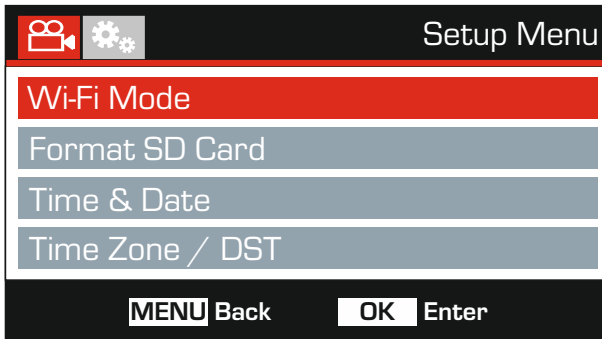 Setup Menu
Wi-Fi Mode
Format SD Card
Time & Date
Time Zone / DST
MENU Back OK Enter